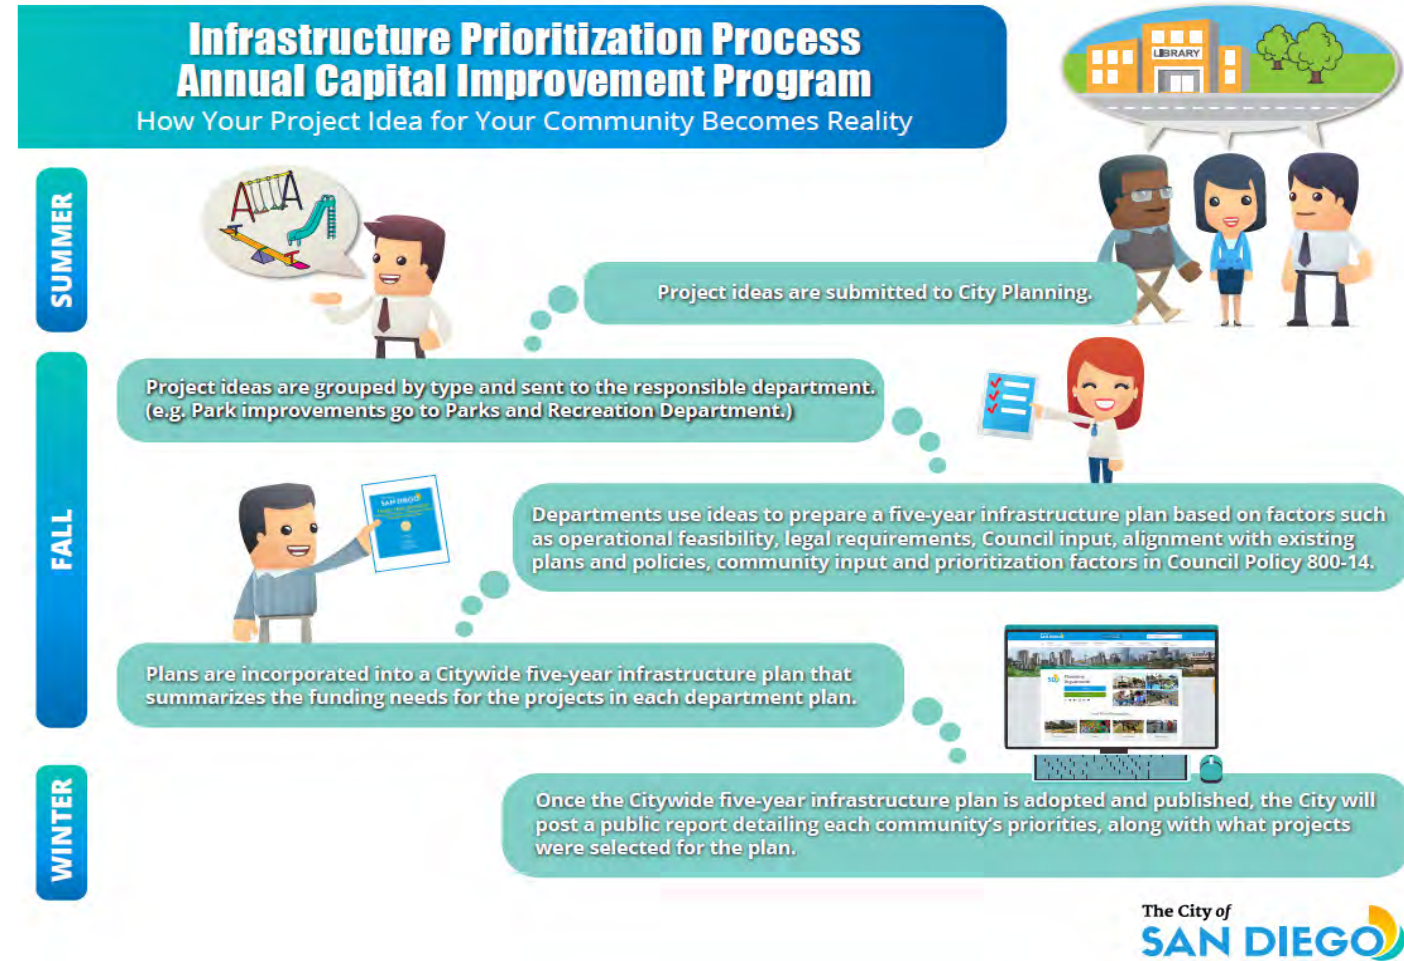 Infrastructure Prioritization Process
Annual Capital Improvement Program
How Your Project Idea for Your Community Becomes Reality
LIBRARY
SUMMER
Project ideas are submitted to City Planning.
FALL
Project ideas are grouped by type and sent to the responsible department.
(e.g. Park improvements go to Parks and Recreation Department.)
SAN DIEGO
Departments use ideas to prepare a five-year infrastructure plan based on factors such
as operational feasibility, legal requirements, Council input, alignment with existing
plans and policies, community input and prioritization factors in Council Policy 800-14.
Plans are incorporated into a Citywide five-year infrastructure plan that
summarizes the funding needs for the projects in each department plan.
WINTER
Once the Citywide five-year infrastructure plan is adopted and published, the City will
post a public report detailing each community's priorities, along with what projects
were selected for the plan.
The City of
SAN DIEGO